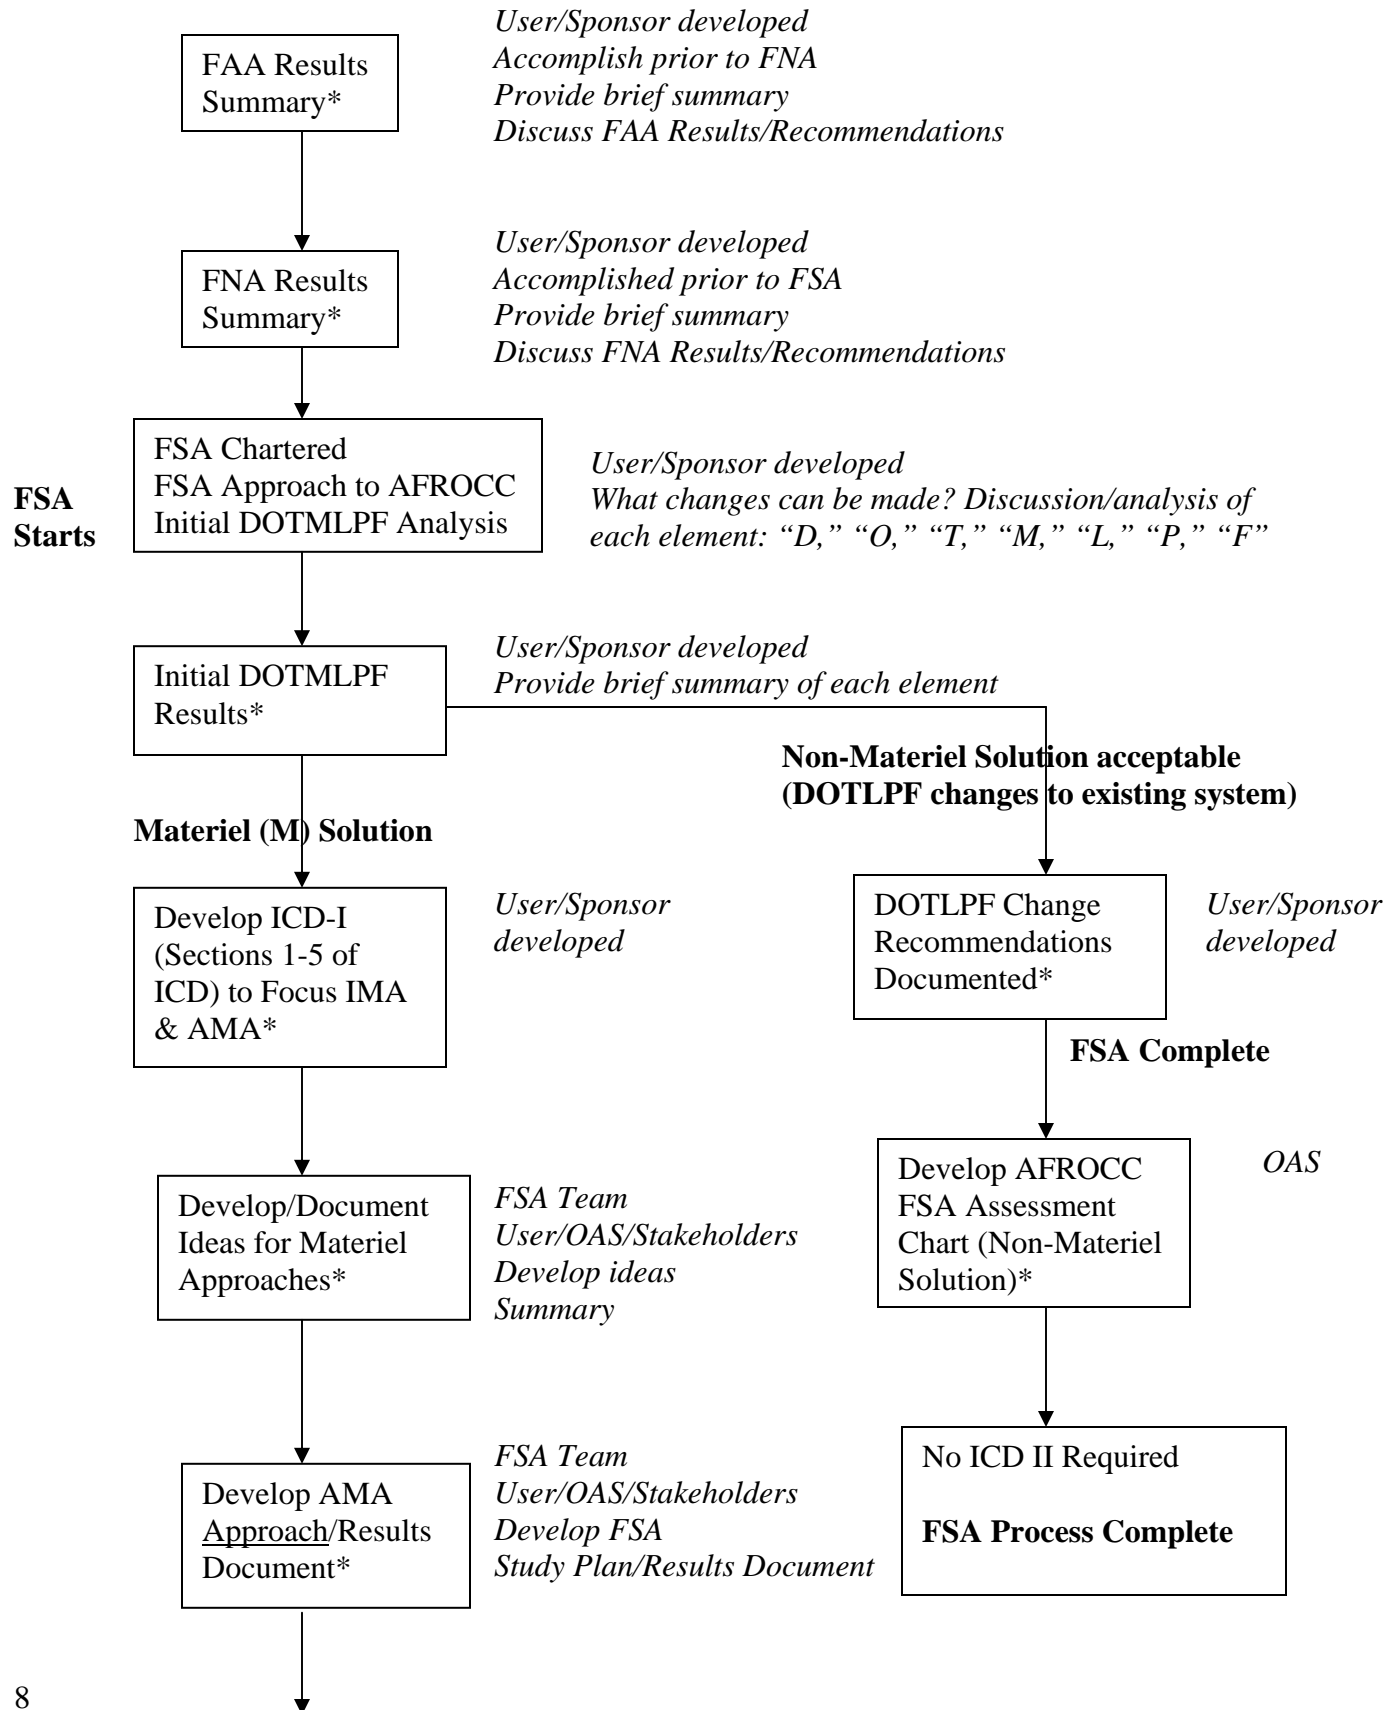 FAA Results
Summary*
User/Sponsor developed
Accomplish prior to FNA
Provide brief summary
Discuss FAA Results/Recommendations
FNA Results
Summary*
User/Sponsor developed
Accomplished prior to FSA
Provide brief summary
Discuss FNA Results/Recommendations
FSA
Starts
FSA Chartered
FSA Approach to AFROCC
Initial DOTMLPF Analysis
User/Sponsor developed
What changes can be made? Discussion/analysis of
each element: “D,” “O,” “T,” “M,” “L,” “P,” “F”
Initial DOTMLPF
Results*
User/Sponsor developed
Provide brief summary of each element
Non-Materiel Solution acceptable
(DOTLPF changes to existing system)
Materiel (M) Solution
Develop ICD-I
(Sections 1-5 of
ICD) to Focus IMA
& AMA*
User/Sponsor
developed
DOTLPF Change
Recommendations
Documented*
User/Sponsor
developed
FSA Complete
Develop/Document
Ideas for Materiel
Approaches*
FSA Team
User/OAS/Stakeholders
Develop ideas
Summary
Develop AFROCC
FSA Assessment
Chart (Non-Materiel
Solution)*
OAS
Develop AMA
Approach/Results
Document*
FSA Team
User/OAS/Stakeholders
Develop FSA
Study Plan/Results Document
No ICD II Required
FSA Process Complete
8